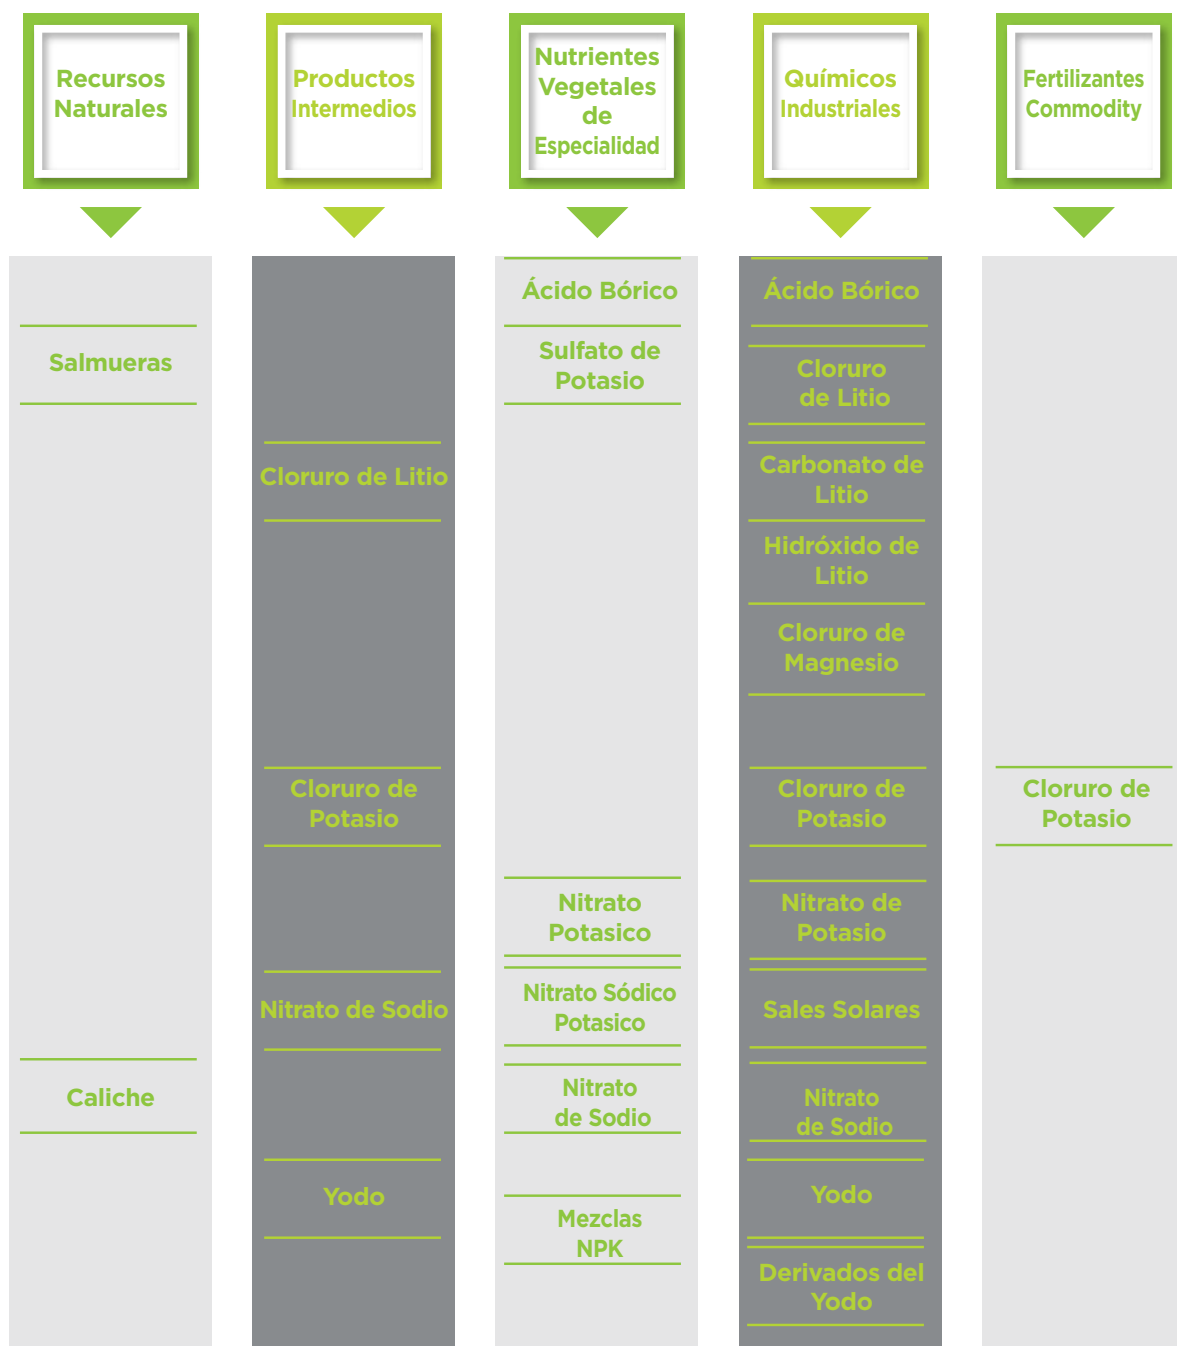 Recursos
Naturales
Productos
Intermedios
Nutrientes
Vegetales
de
Especialidad
Químicos
Industriales
Fertilizantes
Commodity
Salmueras
Caliche
Cloruro de Litio
Cloruro de
Potasio
Nitrato de Sodio
Yodo
Ácido Bórico
Sulfato de
Potasio
Nitrato
Potasico
Nitrato Sódico
Potasico
Nitrato
de Sodio
Mezclas
NPK
Ácido Bórico
Cloruro
de Litio
Carbonato de
Litio
Hidróxido de
Litio
Cloruro de
Magnesio
Cloruro de
Potasio
Nitrato de
Potasio
Sales Solares
Nitrato
de Sodio
Yodo
Derivados del
Yodo
Cloruro de
Potasio